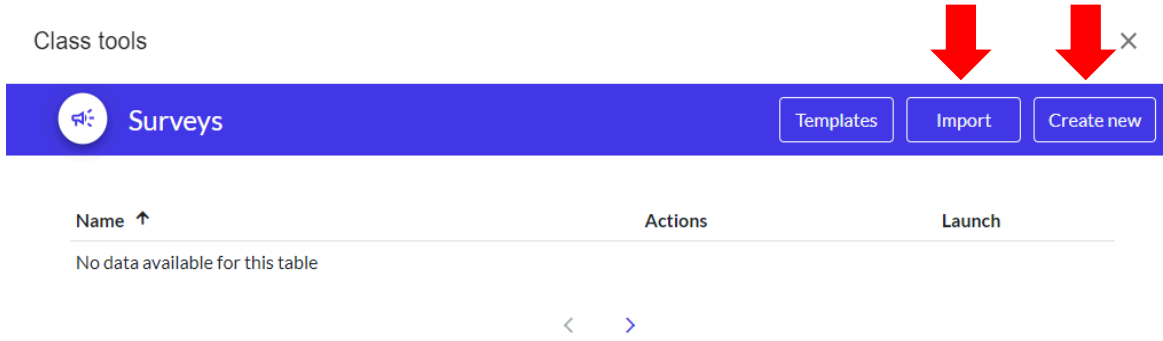 Class tools
Surveys Templates Import Create new
Name Actions Launch
No data available for this table